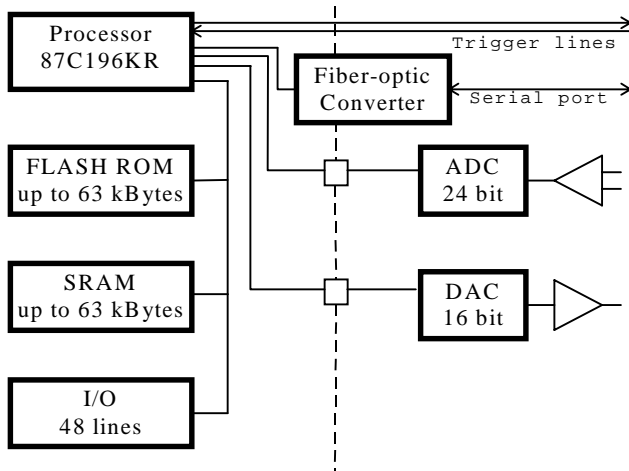 Processor
87C196KR
Trigger lines
Fiber-optic
Converter
Serial port
FLASH ROM
up to 63 kBytes
ADC
24 bit
SRAM
up to 63 kBytes
DAC
16 bit
I/O
48 lines